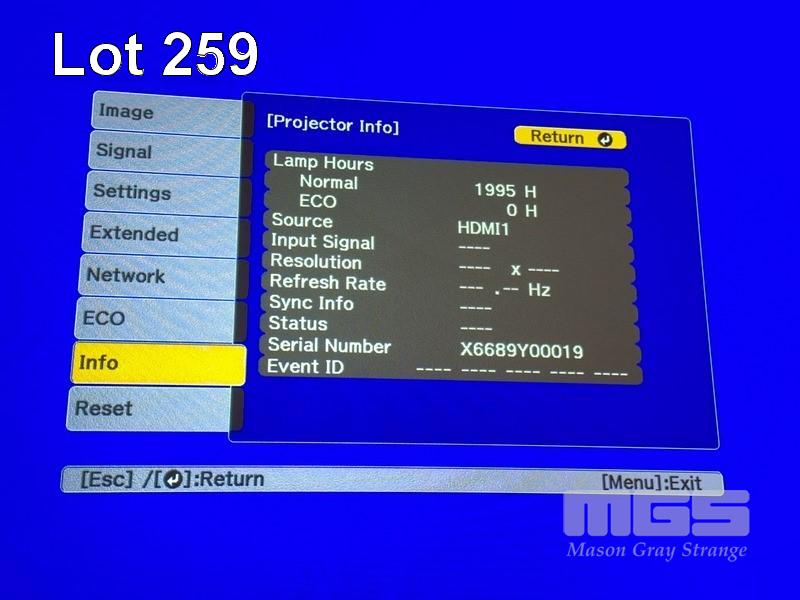 Lot 259
Image
Signal
Settings
Extended
Network
ECO
Info
Reset
[Projector Info]
Return
Lamp Hours
Normal 1995 H
ECO 0 H
Source HDMI1
Input Signal ----
Resolution ---- x ----
Refresh Rate --- .-- Hz
Sync Info ----
Status ----
Serial Number X6689Y00019
Event ID ---- ---- ---- ---- ----
[Esc] /[↵]:Return [Menu]:Exit
MGS
Mason Gray Strange